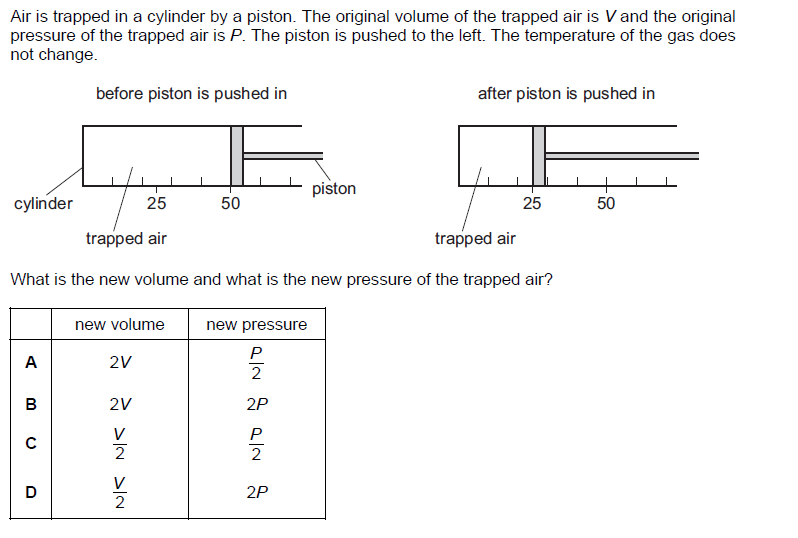 Air is trapped in a cylinder by a piston. The original volume of the trapped air is V and the original
pressure of the trapped air is P. The piston is pushed to the left. The temperature of the gas does
not change.
before piston is pushed in
after piston is pushed in
cylinder
25
50
piston
25
50
trapped air
trapped air
What is the new volume and what is the new pressure of the trapped air?
new volume new pressure
A 2V P/2
B 2V 2P
C V/2 P/2
D V/2 2P